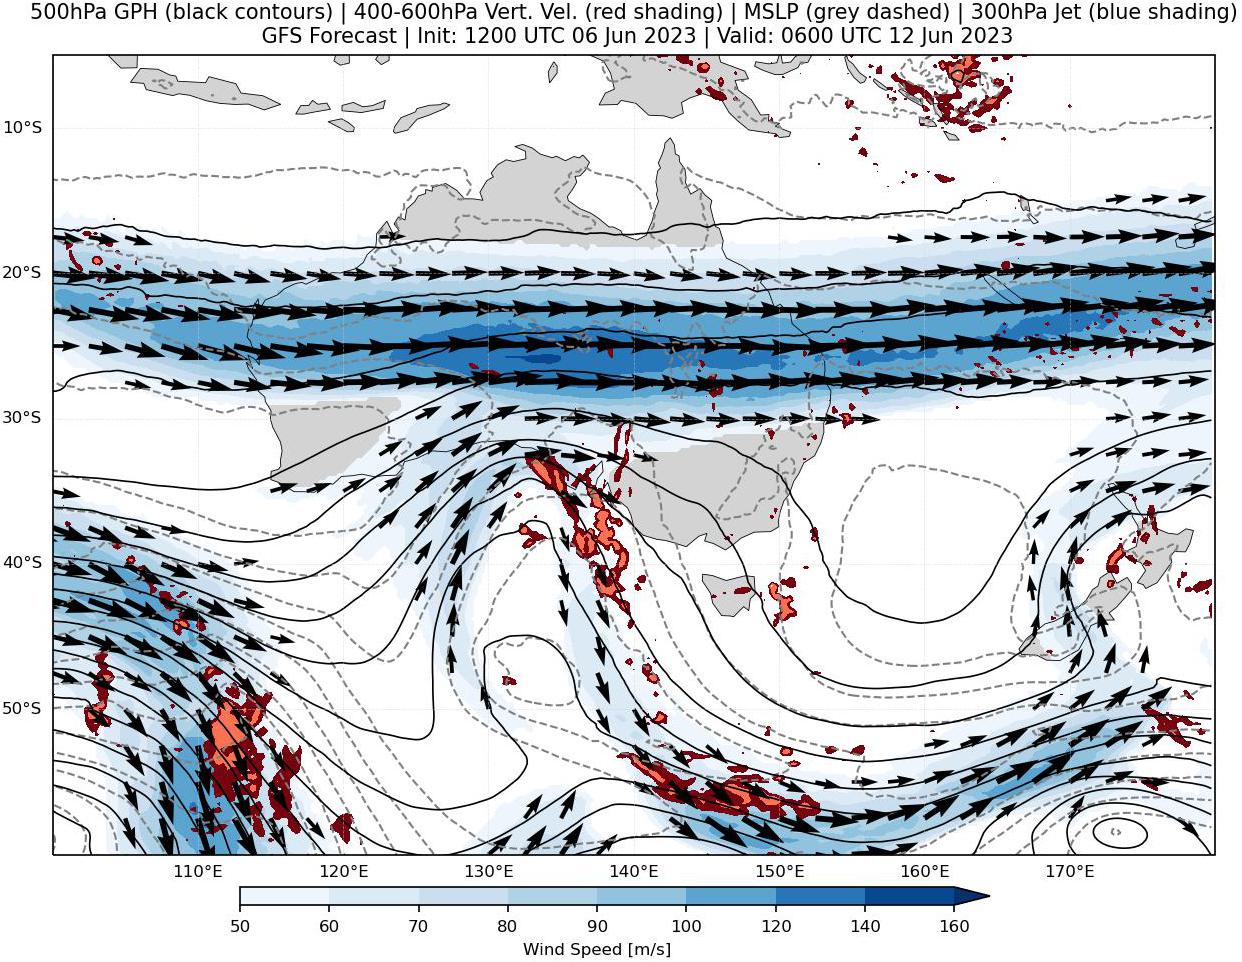 500hPa GPH (black contours) | 400-600hPa Vert. Vel. (red shading) | MSLP (grey dashed) | 300hPa Jet (blue shading)
GFS Forecast | Init: 1200 UTC 06 Jun 2023 | Valid: 0600 UTC 12 Jun 2023
10°S
20°S
30°S
40°S
50°S
110°E 120°E 130°E 140°E 150°E 160°E 170°E
50 60 70 80 90 100 120 140 160
Wind Speed [m/s]